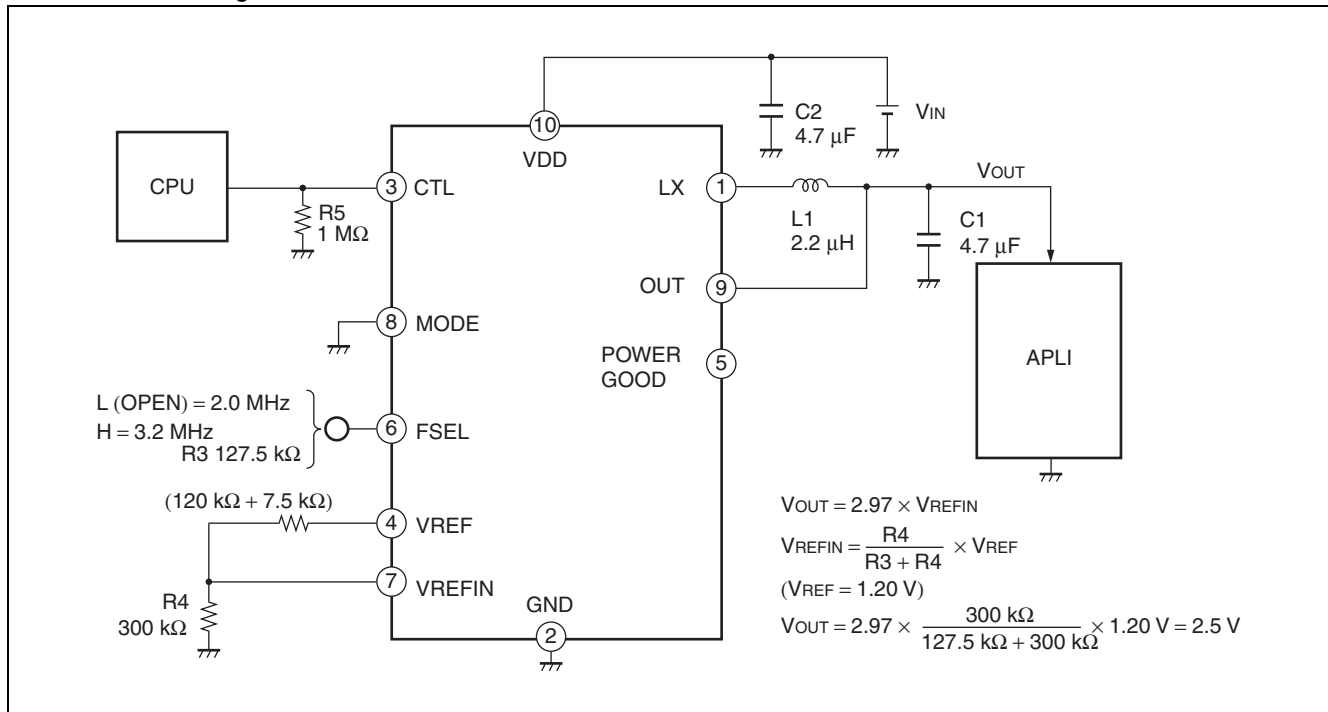 VIN
C2
4.7 μF
10
VDD
CPU
3
CTL
R5
1 MΩ
LX
1
L1
2.2 μH
VOUT
C1
4.7 μF
OUT
9
8
MODE
POWER
GOOD
5
APLI
L (OPEN) = 2.0 MHz
H = 3.2 MHz
R3 127.5 kΩ
6
FSEL
(120 kΩ + 7.5 kΩ)
4
VREF
7
VREFIN
R4
300 kΩ
GND
2
VOUT = 2.97 × VREFIN
VREFIN = R4 / R3 + R4 × VREF
(VREF = 1.20 V)
VOUT = 2.97 × 300 kΩ / 127.5 kΩ + 300 kΩ × 1.20 V = 2.5 V